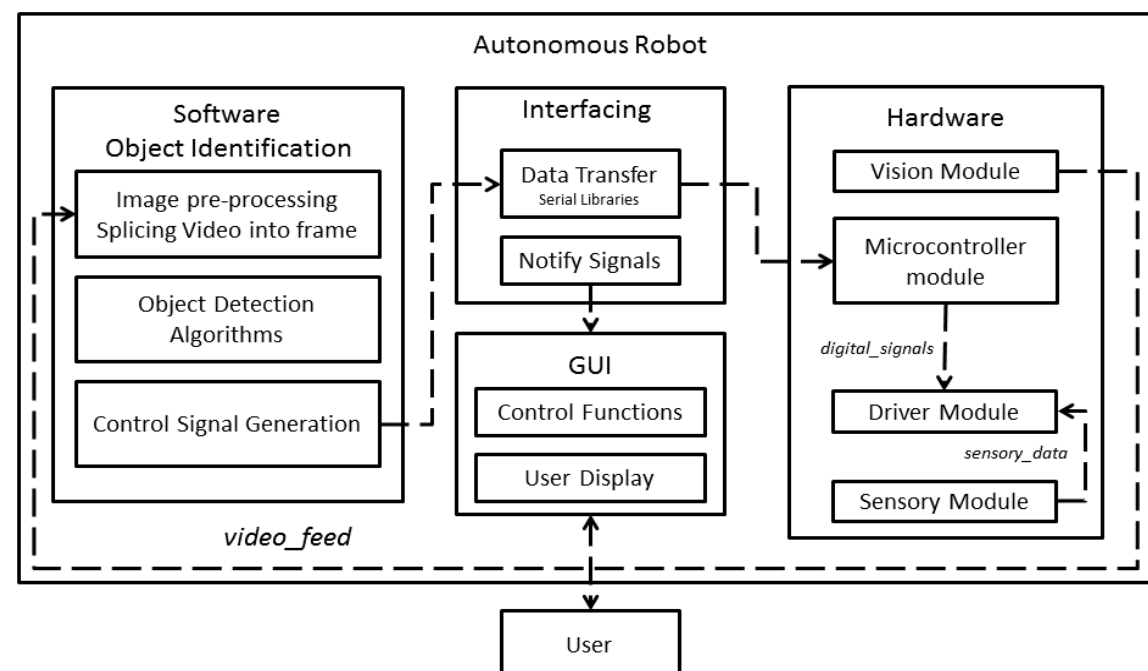 Autonomous Robot
Software
Object Identification
Image pre-processing
Splicing Video into frame
Object Detection
Algorithms
Control Signal Generation
video_feed
Interfacing
Data Transfer
Serial Libraries
Notify Signals
GUI
Control Functions
User Display
Hardware
Vision Module
Microcontroller
module
digital_signals
Driver Module
sensory_data
Sensory Module
User